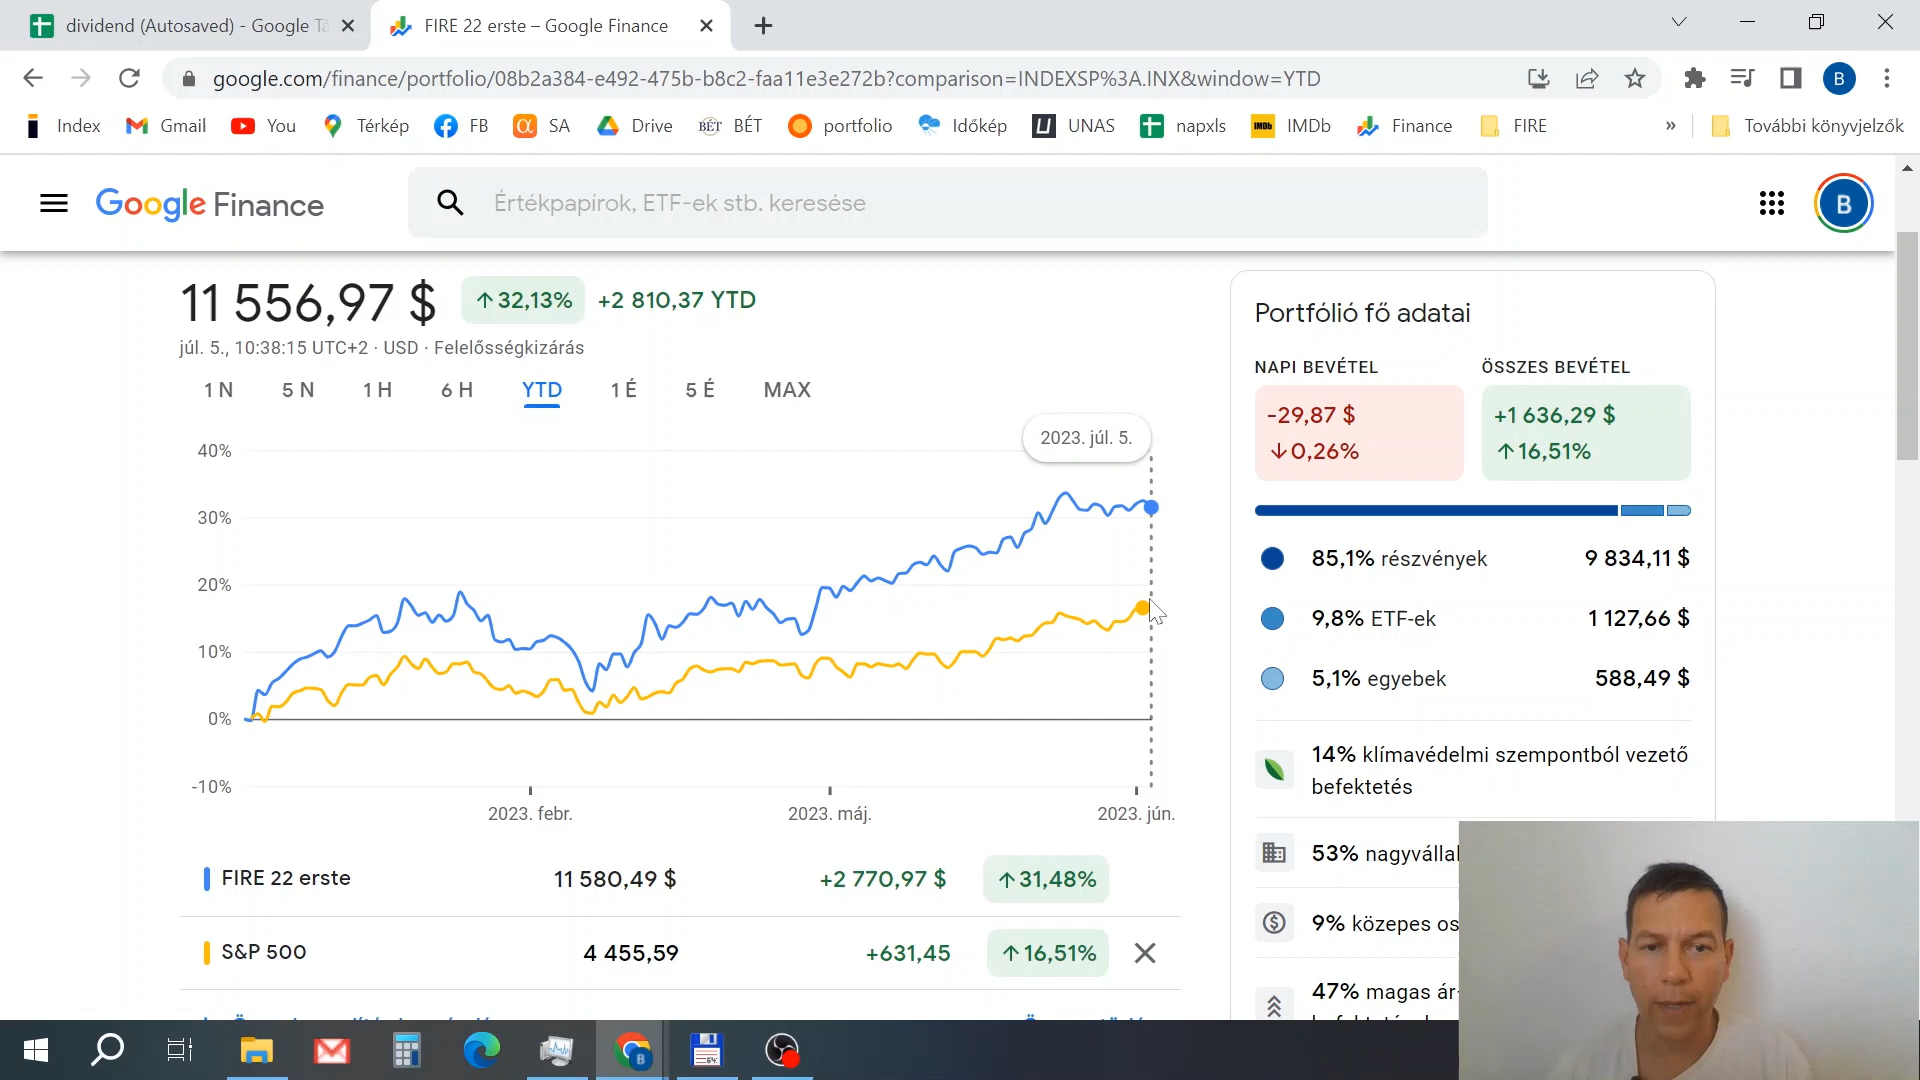 dividend (Autosaved) - Google Tá
FIRE 22 erste – Google Finance
google.com/finance/portfolio/08b2a384-e492-475b-b8c2-faa11e3e272b?comparison=INDEXSP%3A.INX&window=YTD
B
Index
Gmail
You
Térkép
FB
SA
Drive
BÉT
BÉT
portfolio
Időkép
UNAS
napxls
IMDb
IMDb
Finance
FIRE
»
További könyvjelzők
Google Finance
Értékpapírok, ETF-ek stb. keresése
B
11 556,97 $
↑32,13%
+2 810,37 YTD
júl. 5., 10:38:15 UTC+2 · USD · Felelősségkizárás
1 N
5 N
1 H
6 H
YTD
1 É
5 É
MAX
2023. júl. 5.
40%
30%
20%
10%
0%
-10%
2023. febr.
2023. máj.
2023. jún.
FIRE 22 erste
11 580,49 $
+2 770,97 $
↑31,48%
S&P 500
4 455,59
+631,45
↑16,51%
Portfólió fő adatai
NAPI BEVÉTEL
-29,87 $
↓0,26%
ÖSSZES BEVÉTEL
+1 636,29 $
↑16,51%
85,1% részvények
9 834,11 $
9,8% ETF-ek
1 127,66 $
5,1% egyebek
588,49 $
14% klímavédelmi szempontból vezető
befektetés
53% nagyvállal
9% közepes os
47% magas ár-
B
64: